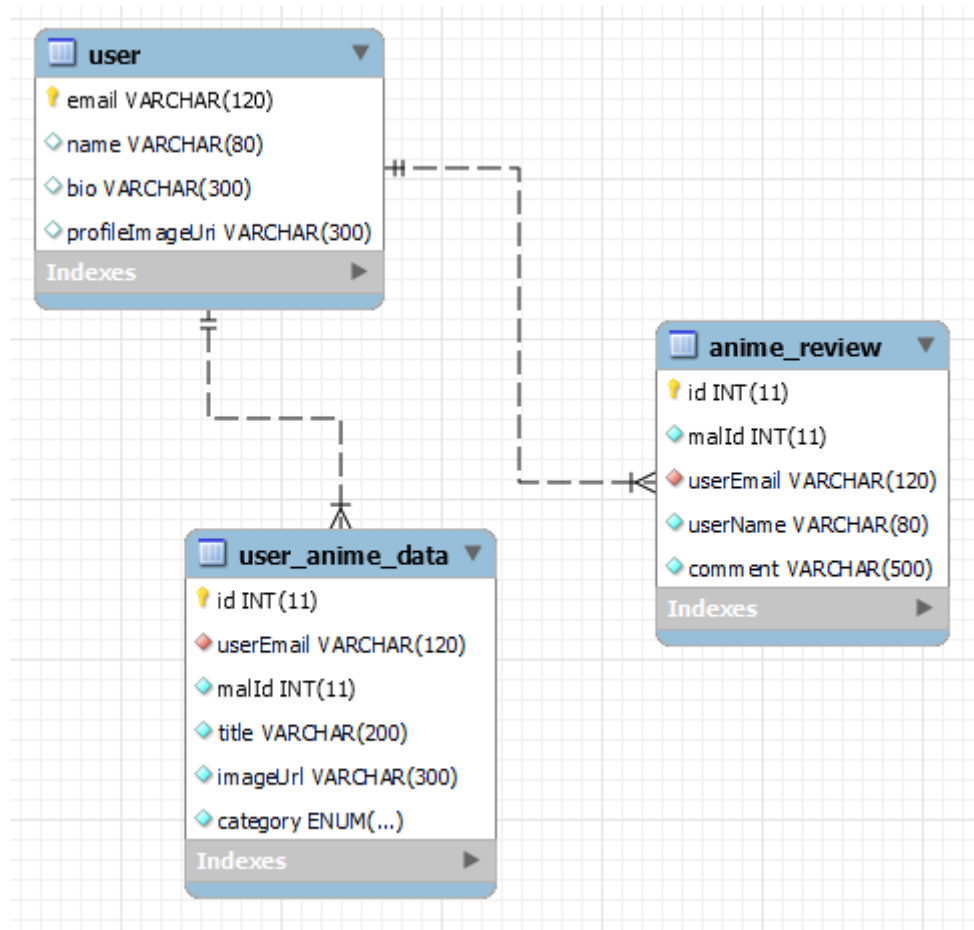 user
email VARCHAR(120)
name VARCHAR(80)
bio VARCHAR(300)
profileImageUri VARCHAR(300)
Indexes
anime_review
id INT(11)
malId INT(11)
userEmail VARCHAR(120)
userName VARCHAR(80)
comment VARCHAR(500)
Indexes
user_anime_data
id INT(11)
userEmail VARCHAR(120)
malId INT(11)
title VARCHAR(200)
imageUrl VARCHAR(300)
category ENUM(...)
Indexes